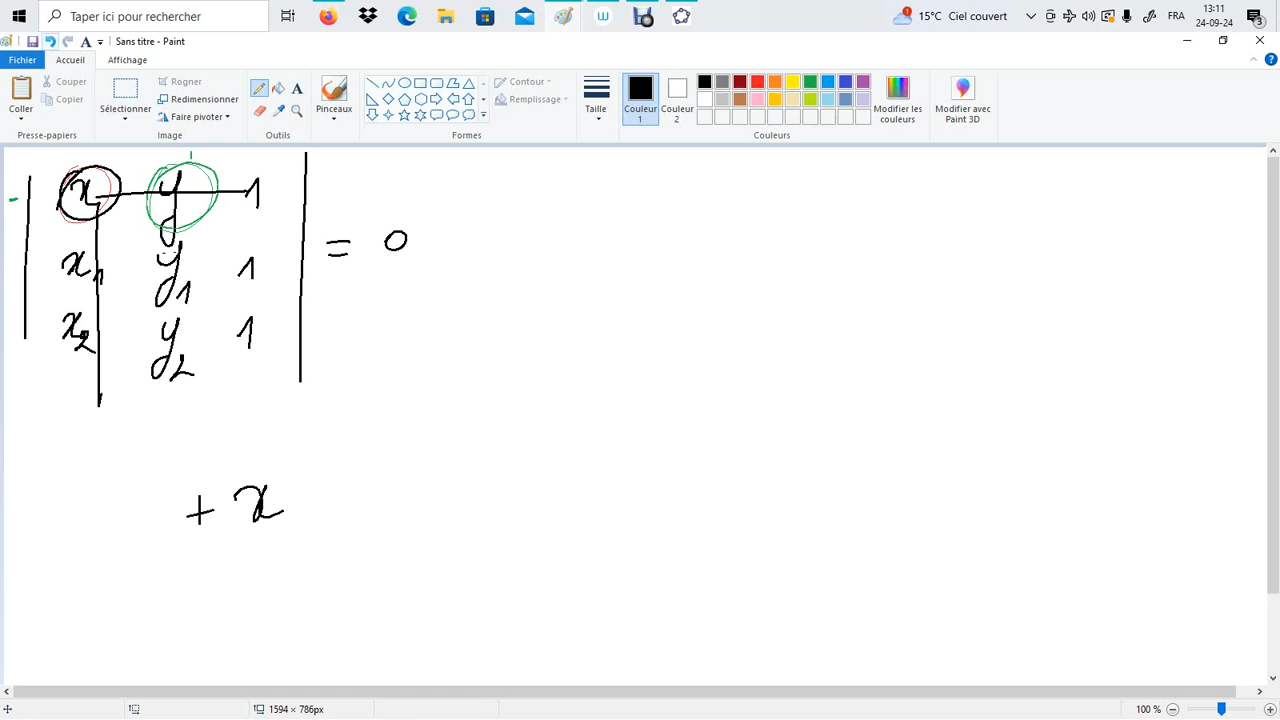 Taper ici pour rechercher
15°C Ciel couvert
FRA
13:11
24-09-24
3
Sans titre - Paint
Fichier
Accueil
Affichage
Coller
Couper
Copier
Presse-papiers
Sélectionner
Rogner
Redimensionner
Faire pivoter
Image
A
Outils
Pinceaux
Contour
Remplissage
Formes
Taille
Couleur 1
Couleur 2
Modifier les couleurs
Couleurs
Modifier avec Paint 3D
- | x y 1 |
| x1 y1 1 | = 0
| x2 y2 1 |
+ x
1594 × 786px
100 %